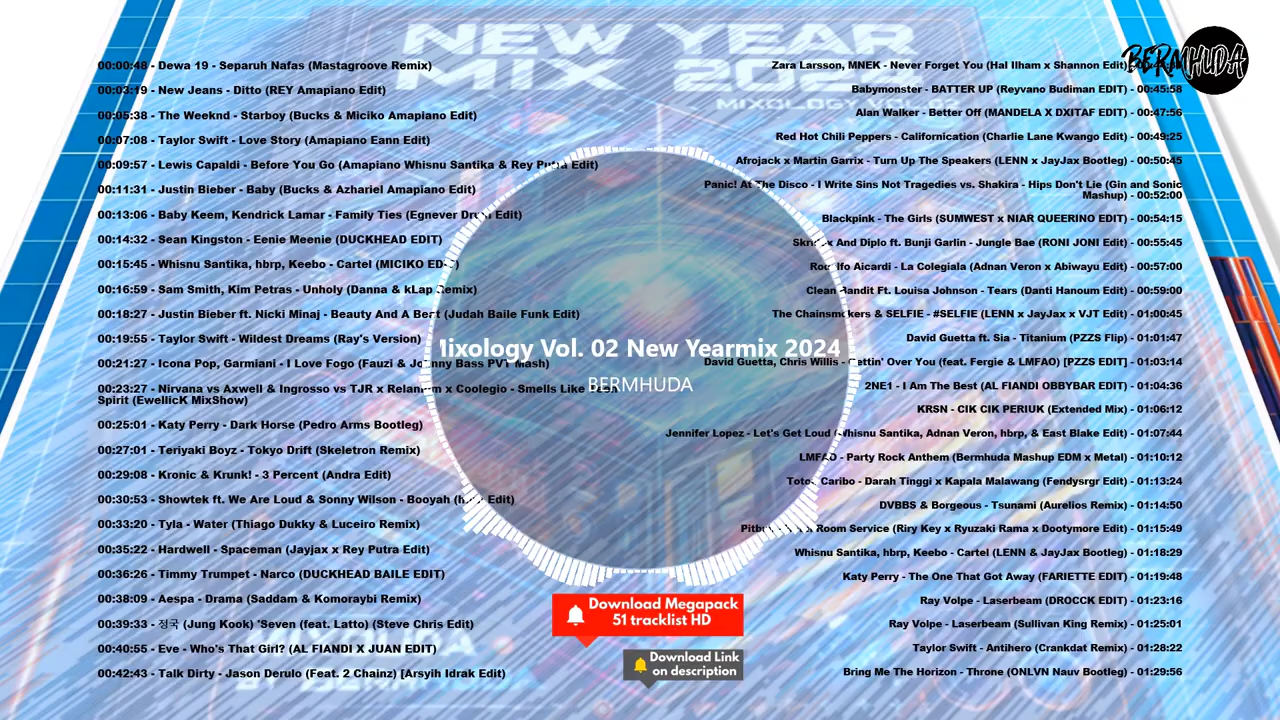 NEW YEAR
BERMHUDA
00:00:48 - Dewa 19 - Separuh Nafas (Mastagroove Remix)
00:03:19 - New Jeans - Ditto (REY Amapiano Edit)
00:05:38 - The Weeknd - Starboy (Bucks & Miciko Amapiano Edit)
00:07:08 - Taylor Swift - Love Story (Amapiano Eann Edit)
00:09:57 - Lewis Capaldi - Before You Go (Amapiano Whisnu Santika & Rey Putra Edit)
00:11:31 - Justin Bieber - Baby (Bucks & Azhariel Amapiano Edit)
00:13:06 - Baby Keem, Kendrick Lamar - Family Ties (Egnever Edit)
00:14:32 - Sean Kingston - Eenie Meenie (DUCKHEAD EDIT)
00:15:45 - Whisnu Santika, hbrp, Keebo - Cartel (MICIKO EDIT)
00:16:59 - Sam Smith, Kim Petras - Unholy (Danna & kLap Remix)
00:18:27 - Justin Bieber ft. Nicki Minaj - Beauty And A Beat (Judah Baile Funk Edit)
00:19:55 - Taylor Swift - Wildest Dreams (Ray's Version)
00:21:27 - Icona Pop, Garmiani - I Love Fogo (Fauzi & Johnny Bass PVT Mash)
00:23:27 - Nirvana vs Axwell & Ingrosso vs TJR x Relanium x Coolegio - Smells Like Teen
Spirit (EwellicK MixShow)
00:25:01 - Katy Perry - Dark Horse (Pedro Arms Bootleg)
00:27:01 - Teriyaki Boyz - Tokyo Drift (Skeletron Remix)
00:29:08 - Kronic & Krunk! - 3 Percent (Andra Edit)
00:30:53 - Showtek ft. We Are Loud & Sonny Wilson - Booyah Edit)
00:33:20 - Tyla - Water (Thiago Dukky & Luceiro Remix)
00:35:22 - Hardwell - Spaceman (Jayjax x Rey Putra Edit)
00:36:26 - Timmy Trumpet - Narco (DUCKHEAD BAILE EDIT)
00:38:09 - Aespa - Drama (Saddam & Komoraybi Remix)
00:39:33 - 정국 (Jung Kook) 'Seven (feat. Latto) (Steve Chris Edit)
00:40:55 - Eve - Who's That Girl? (AL FIANDI X JUAN EDIT)
00:42:43 - Talk Dirty - Jason Derulo (Feat. 2 Chainz) [Arsyih Idrak Edit)
Mixology Vol. 02 New Yearmix 2024
BERMHUDA
Download Megapack
51 tracklist HD
Download Link
on description
Zara Larsson, MNEK - Never Forget You (Hal Ilham x Shannon Edit)
Babymonster - BATTER UP (Reyvano Budiman EDIT) - 00:45:58
Alan Walker - Better Off (MANDELA X DXITAF EDIT) - 00:47:56
Red Hot Chili Peppers - Californication (Charlie Lane Kwango Edit) - 00:49:25
Afrojack x Martin Garrix - Turn Up The Speakers (LENN x JayJax Bootleg) - 00:50:45
Panic! At The Disco - I Write Sins Not Tragedies vs. Shakira - Hips Don't Lie (Gin and Sonic
Mashup) - 00:52:00
Blackpink - The Girls (SUMWEST x NIAR QUEERINO EDIT) - 00:54:15
Skrillex And Diplo ft. Bunji Garlin - Jungle Bae (RONI JONI Edit) - 00:55:45
Rodolfo Aicardi - La Colegiala (Adnan Veron x Abiwayu Edit) - 00:57:00
Clean Bandit Ft. Louisa Johnson - Tears (Danti Hanoum Edit) - 00:59:00
The Chainsmokers & SELFIE - #SELFIE (LENN x JayJax x VJT Edit) - 01:00:45
David Guetta ft. Sia - Titanium (PZZS Flip) - 01:01:47
David Guetta, Chris Willis - Gettin' Over You (feat. Fergie & LMFAO) [PZZS EDIT] - 01:03:14
2NE1 - I Am The Best (AL FIANDI OBBYBAR EDIT) - 01:04:36
KRSN - CIK CIK PERIUK (Extended Mix) - 01:06:12
Jennifer Lopez - Let's Get Loud (Whisnu Santika, Adnan Veron, hbrp, & East Blake Edit) - 01:07:44
LMFAO - Party Rock Anthem (Bermhuda Mashup EDM x Metal) - 01:10:12
Toton Caribo - Darah Tinggi x Kapala Malawang (Fendysrgr Edit) - 01:13:24
DVBBS & Borgeous - Tsunami (Aurelios Remix) - 01:14:50
Pitbull - Room Service (Riry Key x Ryuzaki Rama x Dootymore Edit) - 01:15:49
Whisnu Santika, hbrp, Keebo - Cartel (LENN & JayJax Bootleg) - 01:18:29
Katy Perry - The One That Got Away (FARIETTE EDIT) - 01:19:48
Ray Volpe - Laserbeam (DROCCK EDIT) - 01:23:16
Ray Volpe - Laserbeam (Sullivan King Remix) - 01:25:01
Taylor Swift - Antihero (Crankdat Remix) - 01:28:22
Bring Me The Horizon - Throne (ONLVN Nauv Bootleg) - 01:29:56